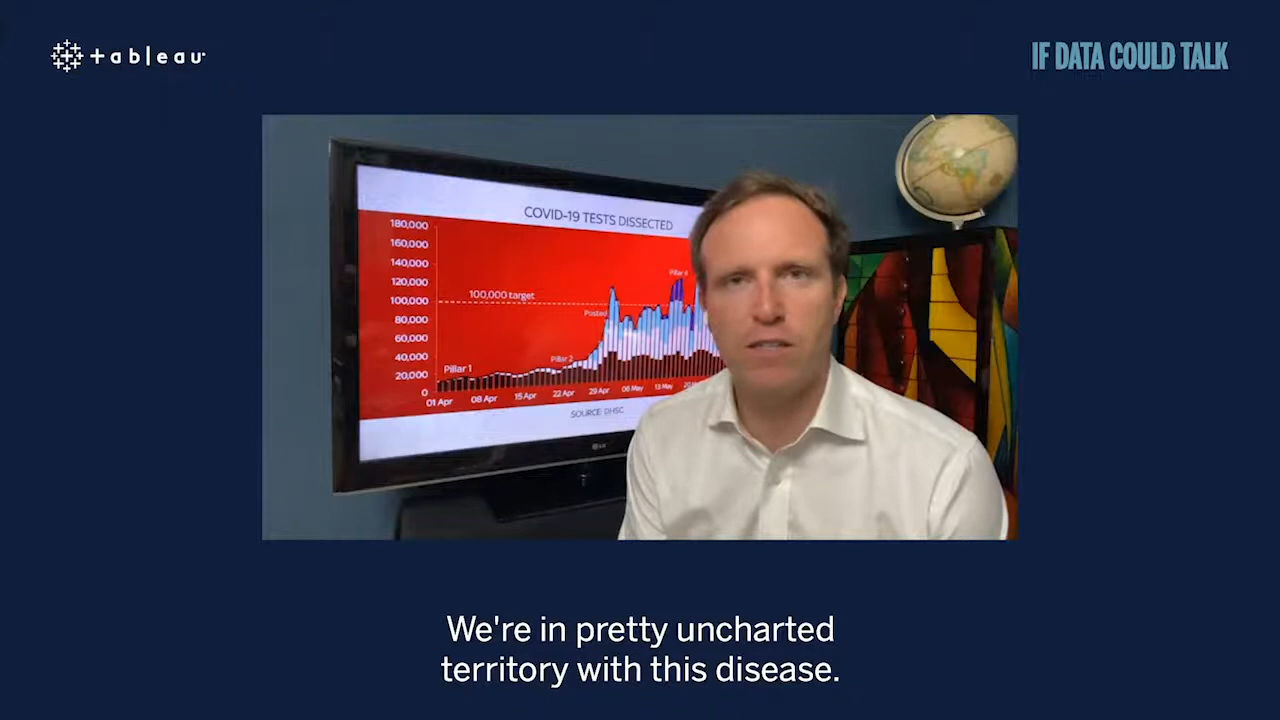 tableau
IF DATA COULD TALK
COVID-19 TESTS DISSECTED
180,000
160,000
140,000
120,000
100,000
80,000
60,000
40,000
20,000
0
100,000 target
Pillar 4
Posted
Pillar 2
Pillar 1
01 Apr 08 Apr 15 Apr 22 Apr 29 Apr 06 May 13 May
SOURCE: DHSC
LG
We're in pretty uncharted
territory with this disease.